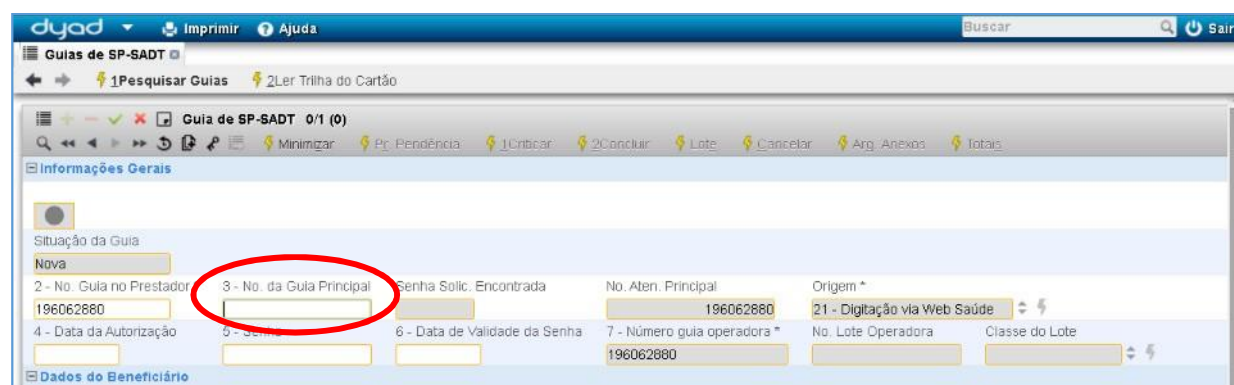 dyad Imprimir Ajuda Buscar Sair
Guias de SP-SADT
1Pesquisar Guias 2Ler Trilha do Cartão
Guia de SP-SADT 0/1 (0)
Minimizar Pr. Pendência 1Criticar 2Concluir Lote Cancelar Arq. Anexos Totais
Informações Gerais
Situação da Guia
Nova
2 - No. Guia no Prestador 3 - No. da Guia Principal Senha Solic. Encontrada No. Aten. Principal Origem *
196062880 196062880 21 - Digitação via Web Saúde
4 - Data da Autorização 5 - Senha 6 - Data de Validade da Senha 7 - Número guia operadora * No. Lote Operadora Classe do Lote
196062880
Dados do Beneficiário